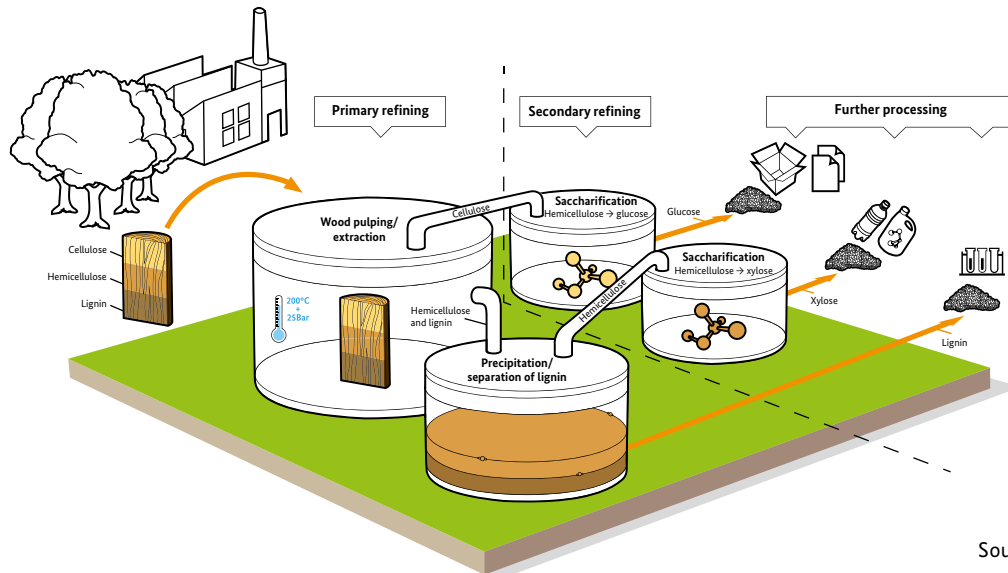 Primary refining
Secondary refining
Further processing
Wood pulping/
extraction
Cellulose
Saccharification
Hemicellulose → glucose
Glucose
Saccharification
Hemicellulose → xylose
Xylose
Cellulose
Hemicellulose
Lignin
200°C
+
25Bar
Hemicellulose
and lignin
Hemicellulose
Precipitation/
separation of lignin
Lignin
Sou